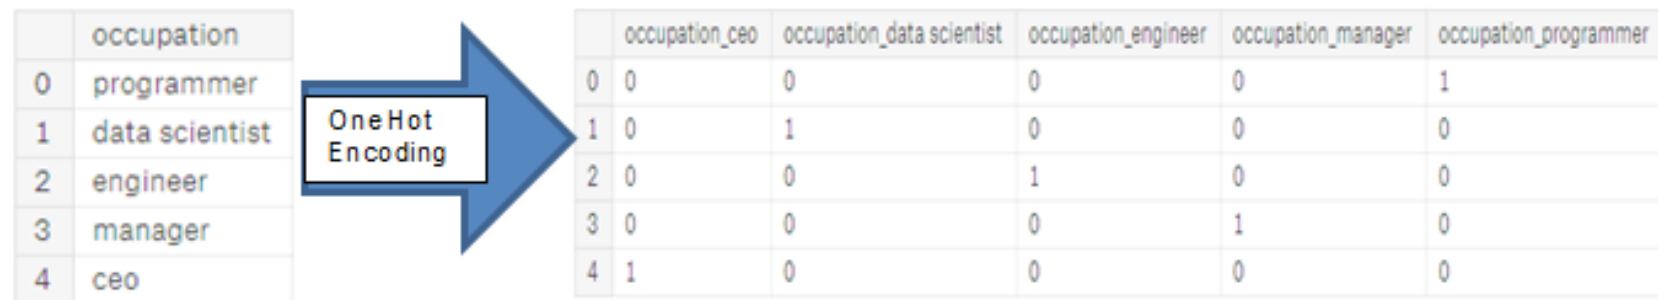 occupation
0 programmer
1 data scientist
2 engineer
3 manager
4 ceo
OneHot
Encoding
occupation_ceo occupation_data scientist occupation_engineer occupation_manager occupation_programmer
0 0 0 0 0 1
1 0 1 0 0 0
2 0 0 1 0 0
3 0 0 0 1 0
4 1 0 0 0 0